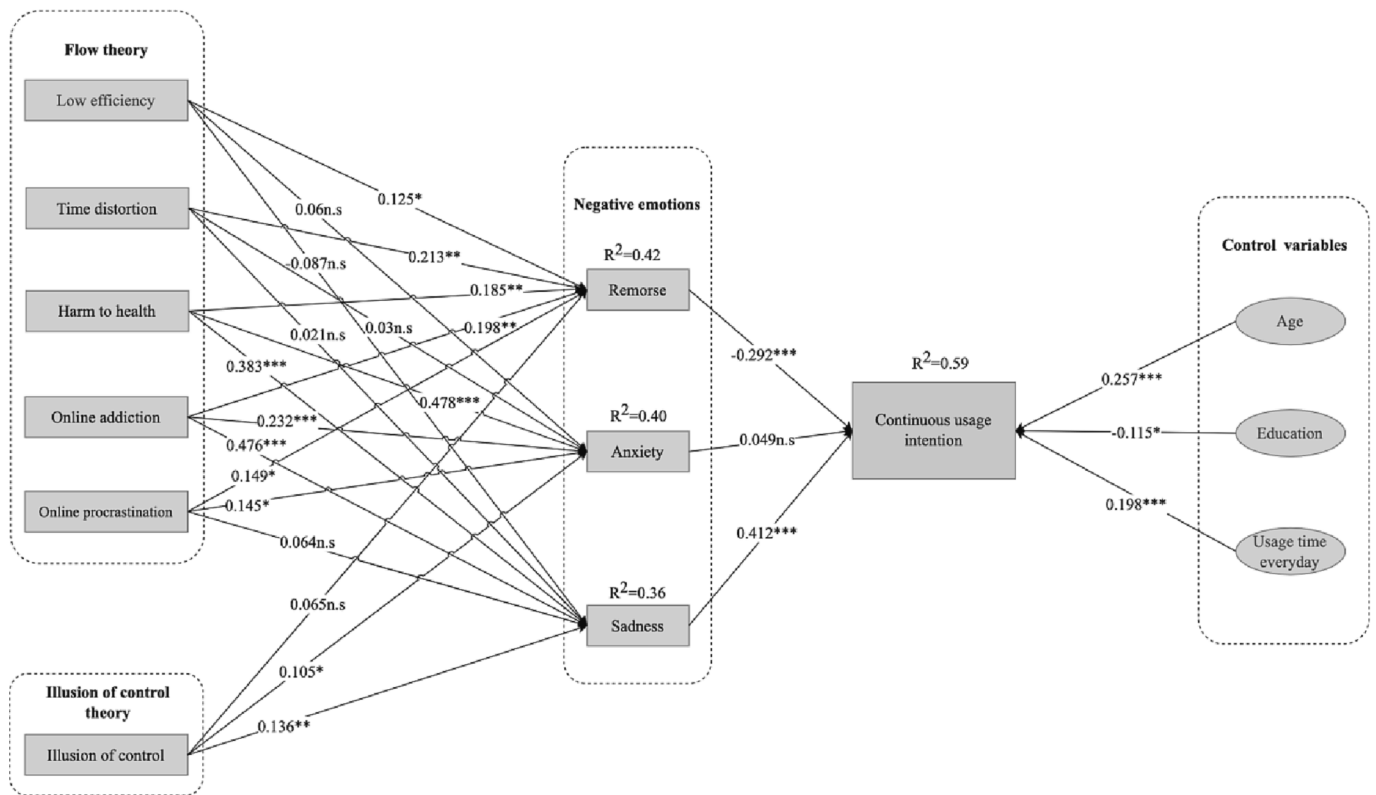 Flow theory
Low efficiency
Time distortion
Harm to health
Online addiction
Online procrastination
Illusion of control
theory
Illusion of control
0.125*
0.06n.s
-0.087n.s
0.213**
0.03n.s
0.021n.s
0.185**
0.478***
0.383***
0.198**
0.232***
0.476***
0.149*
0.145*
0.064n.s
0.065n.s
0.105*
0.136**
Negative emotions
R²=0.42
Remorse
R²=0.40
Anxiety
R²=0.36
Sadness
-0.292***
0.049n.s
0.412***
R²=0.59
Continuous usage
intention
0.257***
-0.115*
0.198***
Control variables
Age
Education
Usage time
everyday